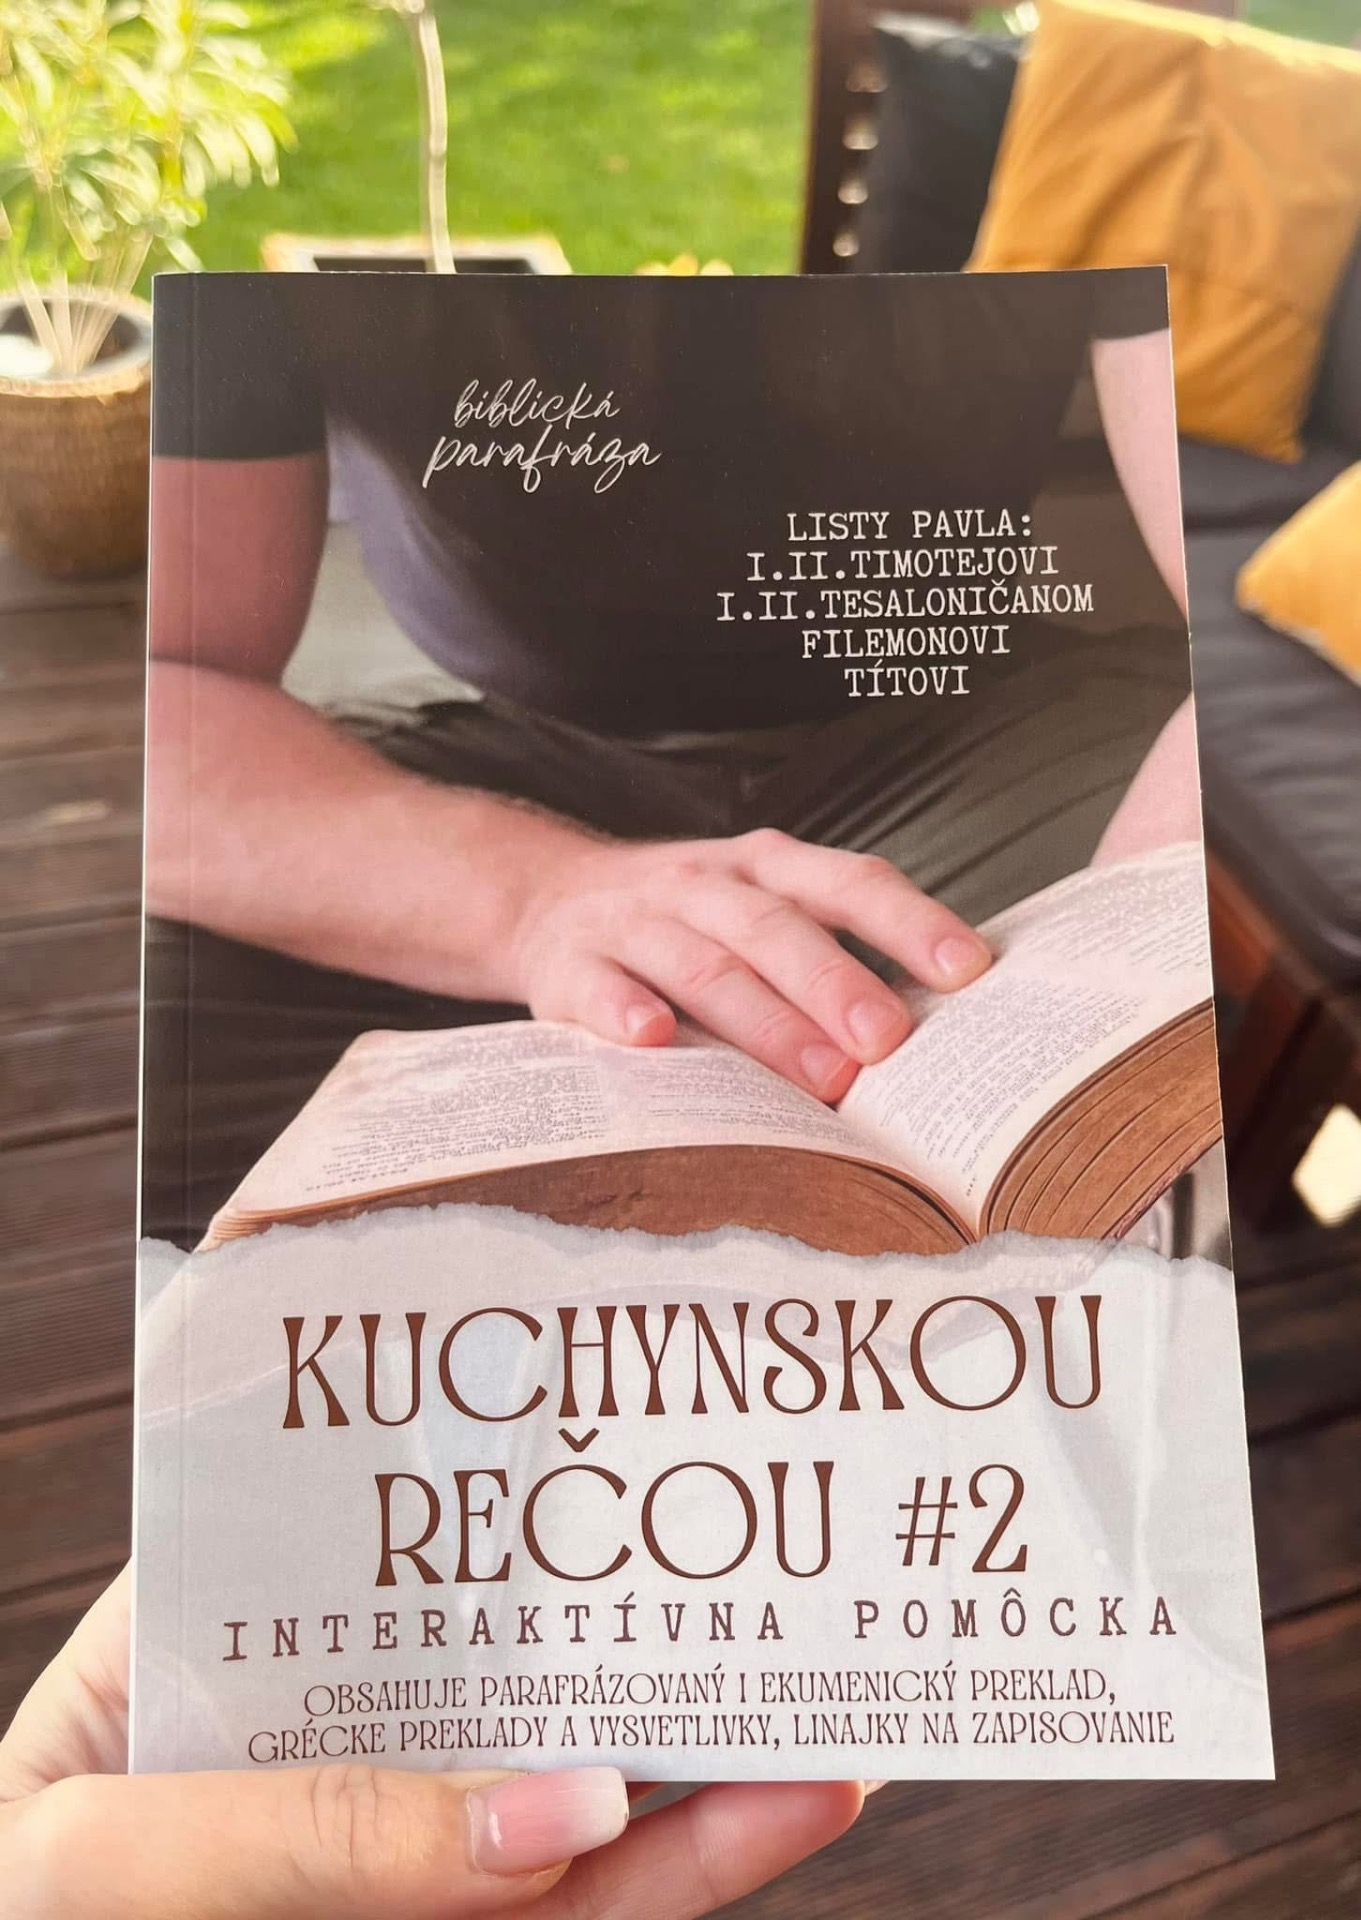 biblická
parafráza
LISTY PAVLA:
I.II.TIMOTEJOVI
I.II.TESALONIČANOM
FILEMONOVI
TÍTOVI
KUCHYNSKOU
REČOU #2
INTERAKTÍVNA POMÔCKA
OBSAHUJE PARAFRÁZOVANÝ I EKUMENICKÝ PREKLAD,
GRÉCKE PREKLADY A VYSVETLIVKY, LINAJKY NA ZAPISOVANIE